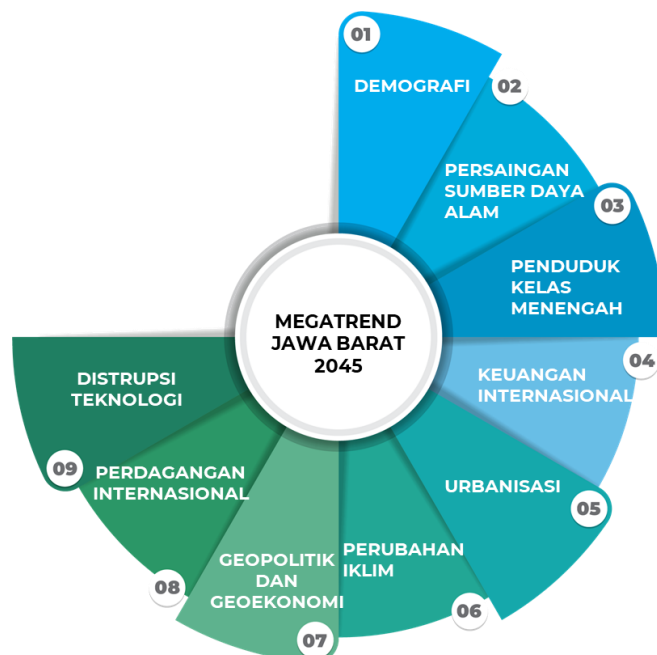 01
DEMOGRAFI
02
PERSAINGAN
SUMBER DAYA
ALAM
03
PENDUDUK
KELAS
MENENGAH
04
KEUANGAN
INTERNASIONAL
05
URBANISASI
06
PERUBAHAN
IKLIM
07
GEOPOLITIK
DAN
GEOEKONOMI
08
PERDAGANGAN
INTERNASIONAL
09
DISTRUPSI
TEKNOLOGI
MEGATREND
JAWA BARAT
2045